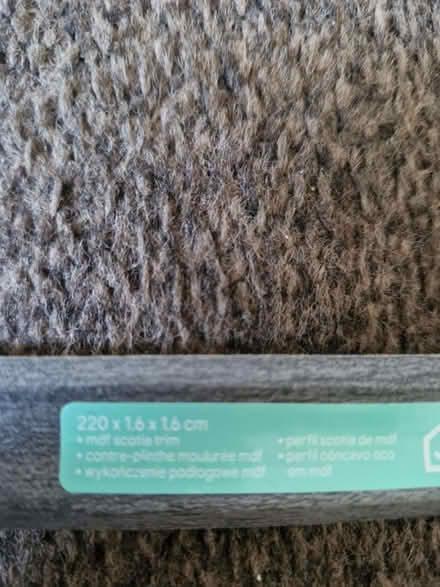 220 x 1.6 x 1.6 cm
• mdf scotia trim
• contre-plinthe moulurée mdf
• wykończenie podłogowe mdf
• perfil scotia de mdf
• perfil côncavo oco
em mdf